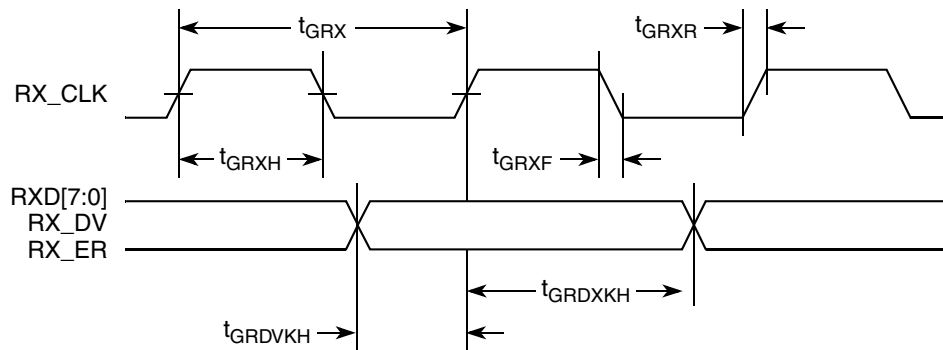 tGRX
tGRXR
RX_CLK
tGRXH
tGRXF
RXD[7:0]
RX_DV
RX_ER
tGRDXKH
tGRDVKH